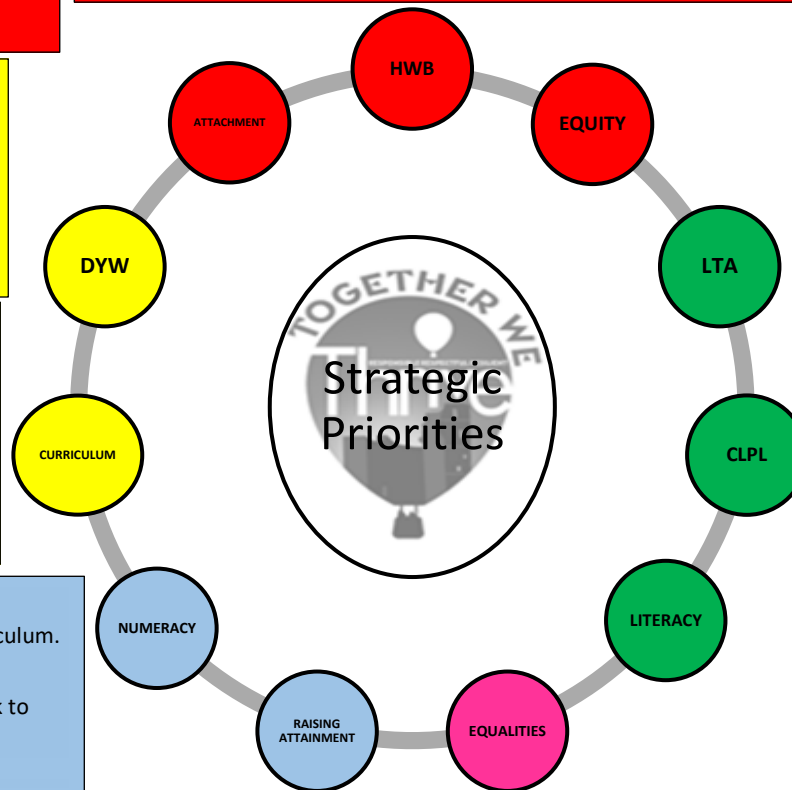 HWB
ATTACHMENT
EQUITY
DYW
LTA
TOGETHER WE
Strategic
Priorities
CURRICULUM
CLPL
LITERACY
NUMERACY
culum.
to
RAISING
ATTAINMENT
EQUALITIES